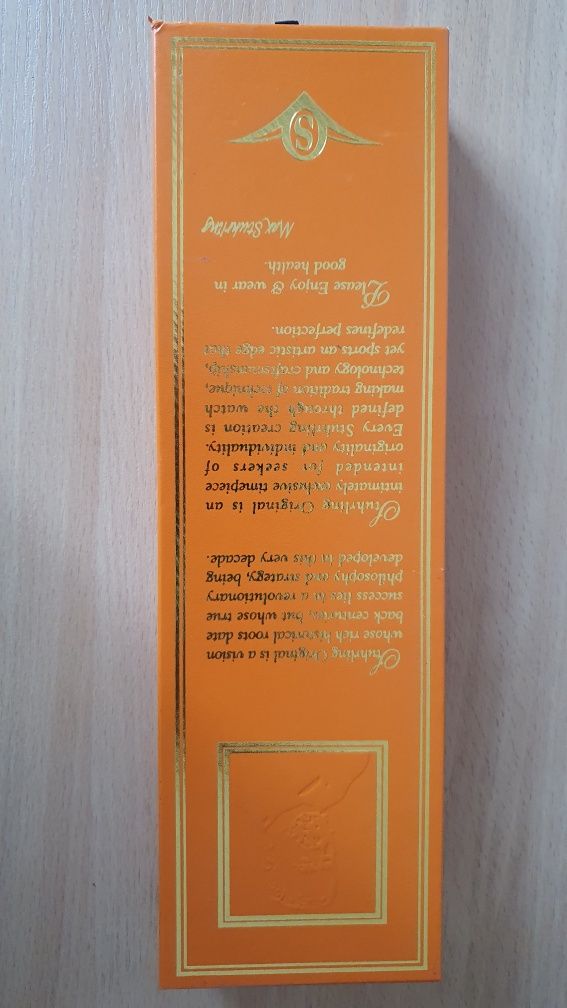 Stuhrling Original is a vision
whose rich historical roots date
back centuries, but whose true
success lies in a revolutionary
philosophy and strategy, being
developed in this very decade.
Stuhrling Original is an
intimately exclusive timepiece
intended for seekers of
originality and individuality.
Every Stuhrling creation is
defined through the watch
making tradition of technique,
technology and craftsmanship,
yet sports an artistic edge that
redefines perfection.
Please Enjoy & wear in
good health.
Max Stuhrling
SO